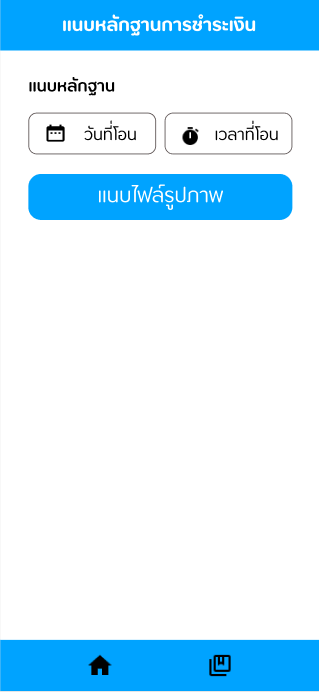 แนบหลักฐานการชำระเงิน
แนบหลักฐาน
วันที่โอน
เวลาที่โอน
แนบไฟล์รูปภาพ